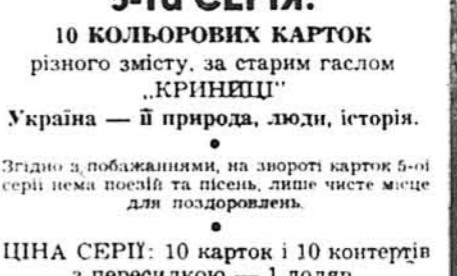 5-та СЕРІЯ:
10 КОЛЬОРОВИХ КАРТОК
різного змісту, за старим гаслом
„КРИНИЦІ"
Україна — її природа, люди, історія.
•
Згідно з побажаннями, на звороті карток 5-ої
серії нема поезій та пісень, лише чисте місце
для поздоровлень.
•
ЦІНА СЕРІЇ: 10 карток і 10 контертів
з пересилкою — 1 доляр